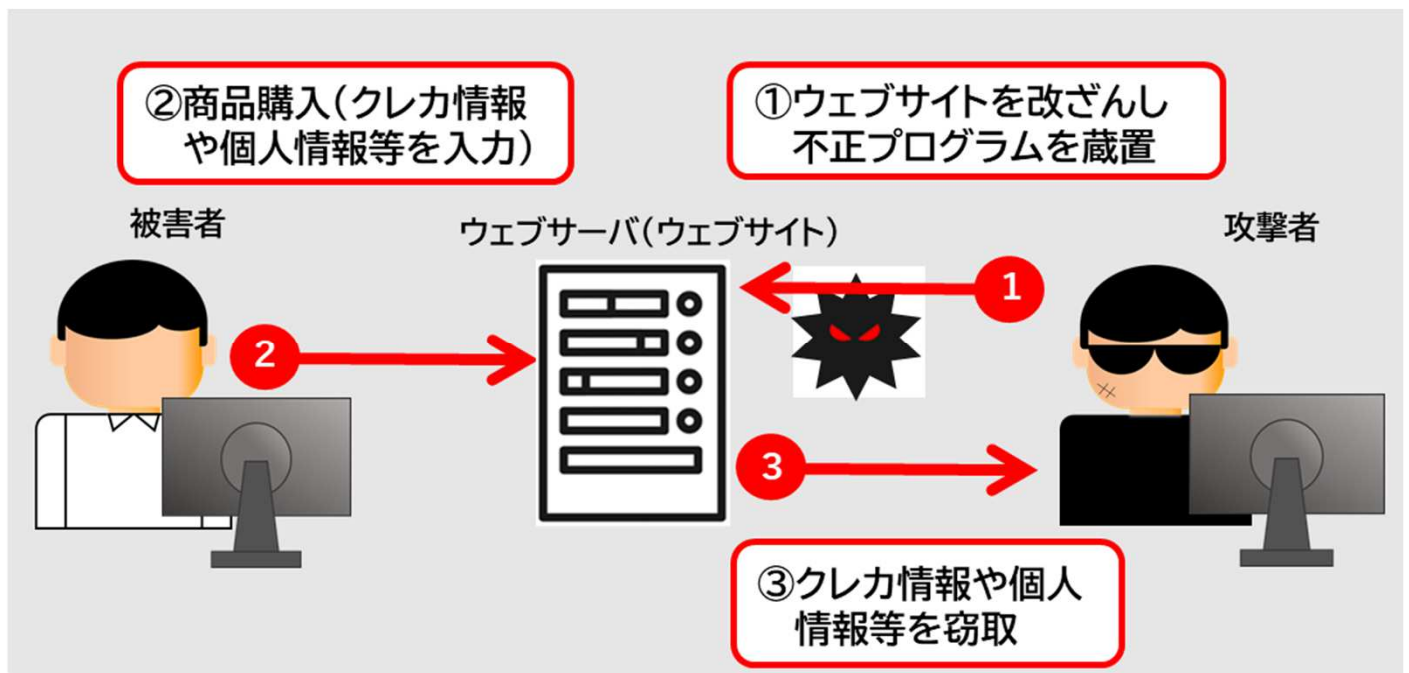 ②商品購入(クレカ情報
や個人情報等を入力)
①ウェブサイトを改ざんし
不正プログラムを蔵置
被害者
ウェブサーバ(ウェブサイト)
攻撃者
1
2
3
③クレカ情報や個人
情報等を窃取